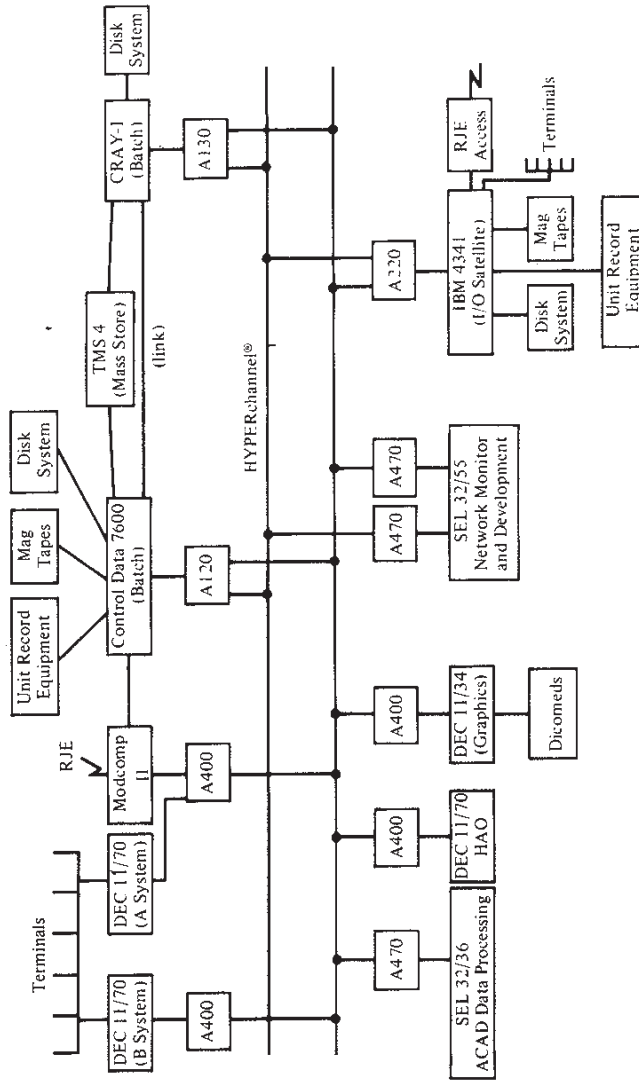 Terminals
DEC 11/70
(B System)
DEC 11/70
(A System)
RJE
Modcomp
II
Unit Record
Equipment
Mag
Tapes
Disk
System
Control Data 7600
(Batch)
TMS 4
(Mass Store)
(link)
CRAY-1
(Batch)
Disk
System
A400
A400
A120
A130
HYPERchannel®
A470
A400
A400
A470
A470
A220
SEL 32/36
ACAD Data Processing
DEC 11/70
HAO
DEC 11/34
(Graphics)
Dicomeds
SEL 32/55
Network Monitor
and Development
IBM 4341
(I/O Satellite)
RJE
Access
Terminals
Disk
System
Mag
Tapes
Unit Record
Equipment